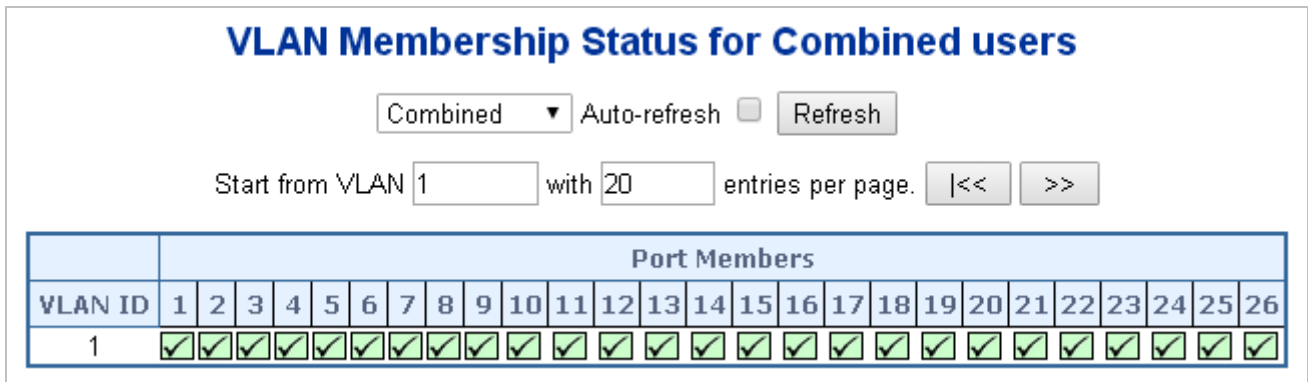 VLAN Membership Status for Combined users
Combined Auto-refresh Refresh
Start from VLAN 1 with 20 entries per page. |<< >>
Port Members
VLAN ID 1 2 3 4 5 6 7 8 9 10 11 12 13 14 15 16 17 18 19 20 21 22 23 24 25 26
1